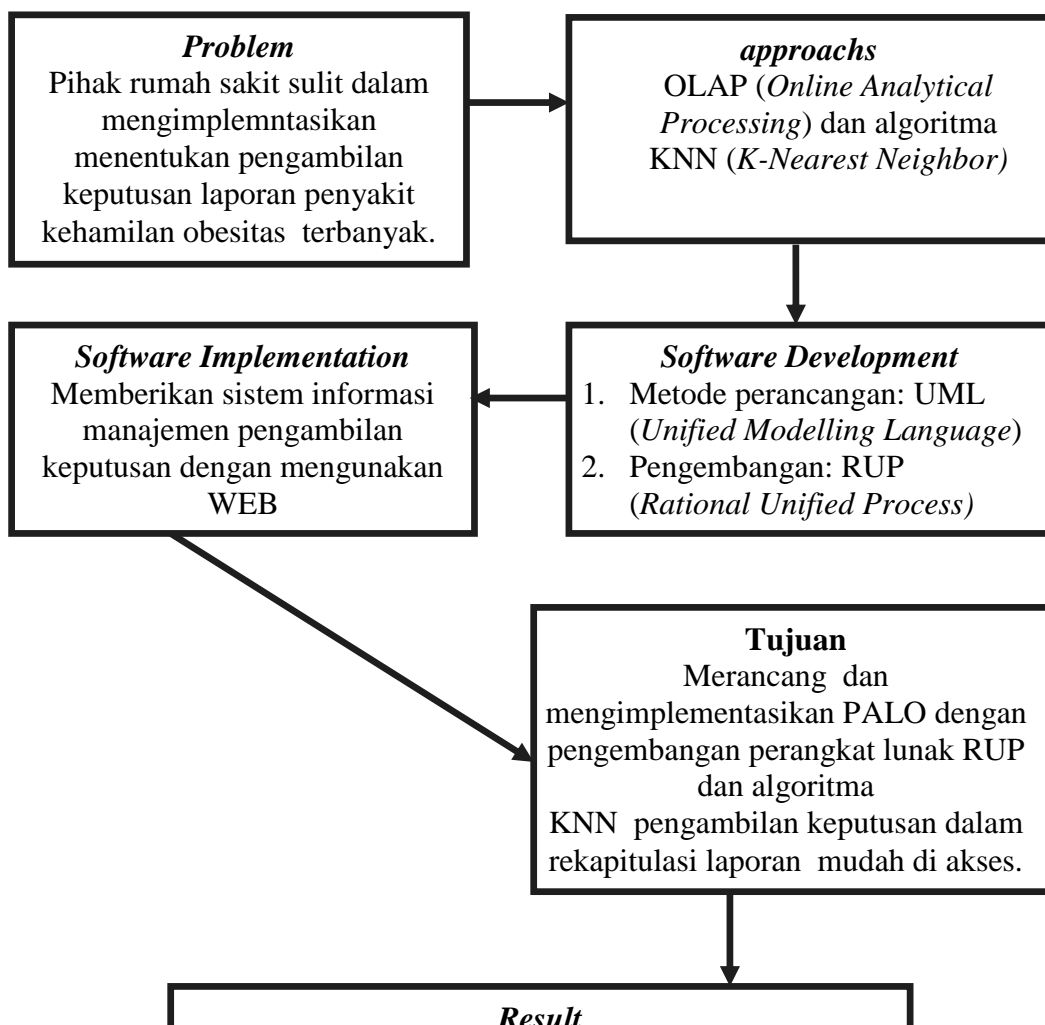 Problem
Pihak rumah sakit sulit dalam
mengimplemntasikan
menentukan pengambilan
keputusan laporan penyakit
kehamilan obesitas terbanyak.
approachs
OLAP (Online Analytical
Processing) dan algoritma
KNN (K-Nearest Neighbor)
Software Implementation
Memberikan sistem informasi
manajemen pengambilan
keputusan dengan mengunakan
WEB
Software Development
1. Metode perancangan: UML
(Unified Modelling Language)
2. Pengembangan: RUP
(Rational Unified Process)
Tujuan
Merancang dan
mengimplementasikan PALO dengan
pengembangan perangkat lunak RUP
dan algoritma
KNN pengambilan keputusan dalam
rekapitulasi laporan mudah di akses.
Result